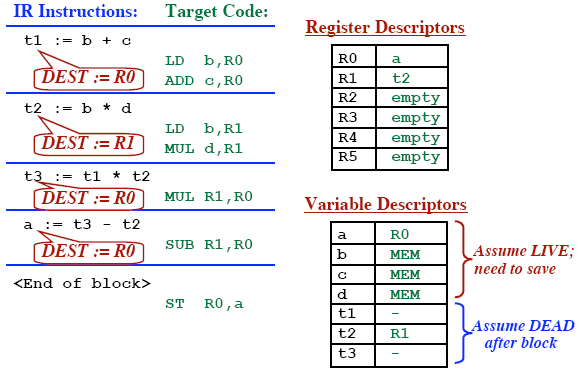 IR Instructions: Target Code:
t1 := b + c
DEST := R0
LD b,R0
ADD c,R0
t2 := b * d
DEST := R1
LD b,R1
MUL d,R1
t3 := t1 * t2
DEST := R0
MUL R1,R0
a := t3 - t2
DEST := R0
SUB R1,R0
<End of block>
ST R0,a
Register Descriptors
R0 a
R1 t2
R2 empty
R3 empty
R4 empty
R5 empty
Variable Descriptors
a R0
b MEM
c MEM
d MEM
t1 -
t2 R1
t3 -
Assume LIVE;
need to save
Assume DEAD
after block